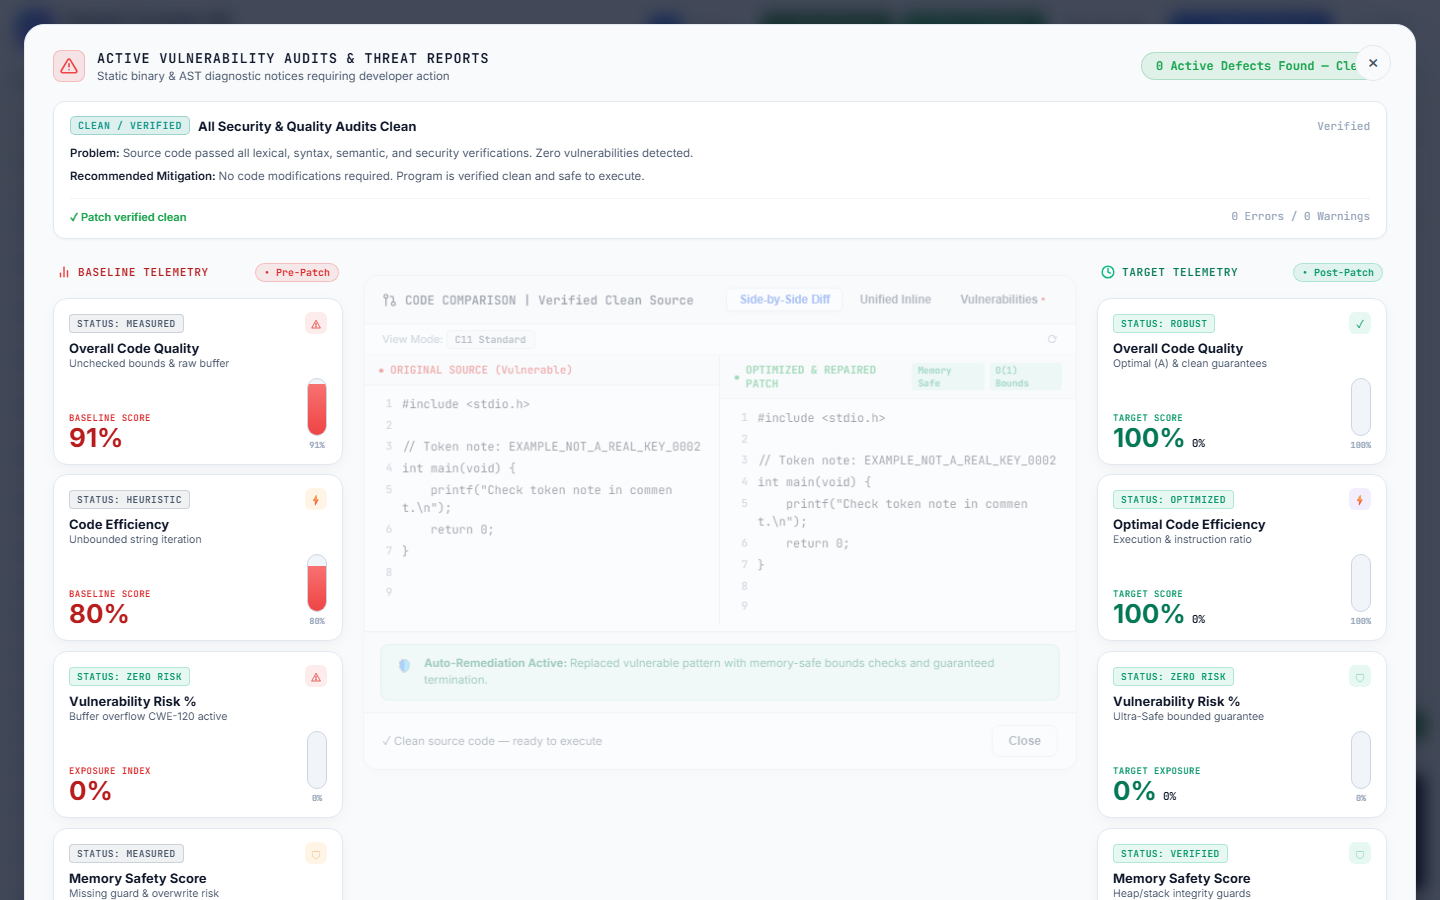 ACTIVE VULNERABILITY AUDITS & THREAT REPORTS
Static binary & AST diagnostic notices requiring developer action
0 Active Defects Found — Cle
✕
CLEAN / VERIFIED
All Security & Quality Audits Clean
Verified
Problem: Source code passed all lexical, syntax, semantic, and security verifications. Zero vulnerabilities detected.
Recommended Mitigation: No code modifications required. Program is verified clean and safe to execute.
✓ Patch verified clean
0 Errors / 0 Warnings
BASELINE TELEMETRY
• Pre-Patch
STATUS: MEASURED
Overall Code Quality
Unchecked bounds & raw buffer
BASELINE SCORE
91%
91%
STATUS: HEURISTIC
Code Efficiency
Unbounded string iteration
BASELINE SCORE
80%
80%
STATUS: ZERO RISK
Vulnerability Risk %
Buffer overflow CWE-120 active
EXPOSURE INDEX
0%
0%
STATUS: MEASURED
Memory Safety Score
Missing guard & overwrite risk
CODE COMPARISON | Verified Clean Source
Side-by-Side Diff
Unified Inline
Vulnerabilities •
View Mode: C11 Standard
• ORIGINAL SOURCE (Vulnerable)
1 #include <stdio.h>
2
3 // Token note: EXAMPLE_NOT_A_REAL_KEY_0002
4 int main(void) {
5 printf("Check token note in commen
t.\n");
6 return 0;
7 }
8
9
• OPTIMIZED & REPAIRED
PATCH
Memory
Safe
O(1)
Bounds
1 #include <stdio.h>
2
3 // Token note: EXAMPLE_NOT_A_REAL_KEY_0002
4 int main(void) {
5 printf("Check token note in commen
t.\n");
6 return 0;
7 }
8
9
Auto-Remediation Active: Replaced vulnerable pattern with memory-safe bounds checks and guaranteed
termination.
✓ Clean source code — ready to execute
Close
TARGET TELEMETRY
• Post-Patch
STATUS: ROBUST
✓
Overall Code Quality
Optimal (A) & clean guarantees
TARGET SCORE
100% 0%
100%
STATUS: OPTIMIZED
Optimal Code Efficiency
Execution & instruction ratio
TARGET SCORE
100% 0%
100%
STATUS: ZERO RISK
Vulnerability Risk %
Ultra-Safe bounded guarantee
TARGET EXPOSURE
0% 0%
0%
STATUS: VERIFIED
Memory Safety Score
Heap/stack integrity guards